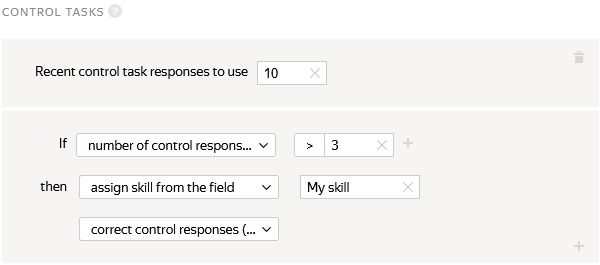 CONTROL TASKS ?
Recent control task responses to use 10
If number of control respons... > 3
then assign skill from the field My skill
correct control responses (...